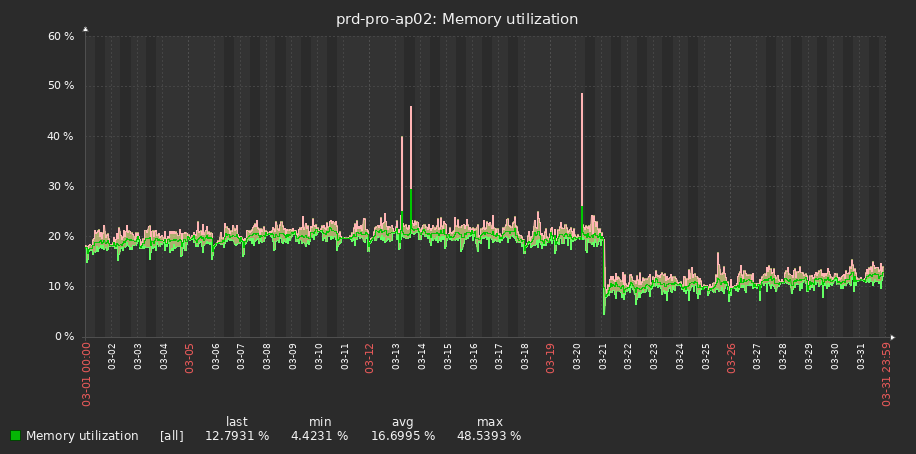 prd-pro-ap02: Memory utilization
60 %
50 %
40 %
30 %
20 %
10 %
0 %
03-01 00:00 03-02 03-03 03-04 03-05 03-06 03-07 03-08 03-09 03-10 03-11 03-12 03-13 03-14 03-15 03-16 03-17 03-18 03-19 03-20 03-21 03-22 03-23 03-24 03-25 03-26 03-27 03-28 03-29 03-30 03-31 03-31 23:59
last min avg max
Memory utilization [all] 12.7931 % 4.4231 % 16.6995 % 48.5393 %